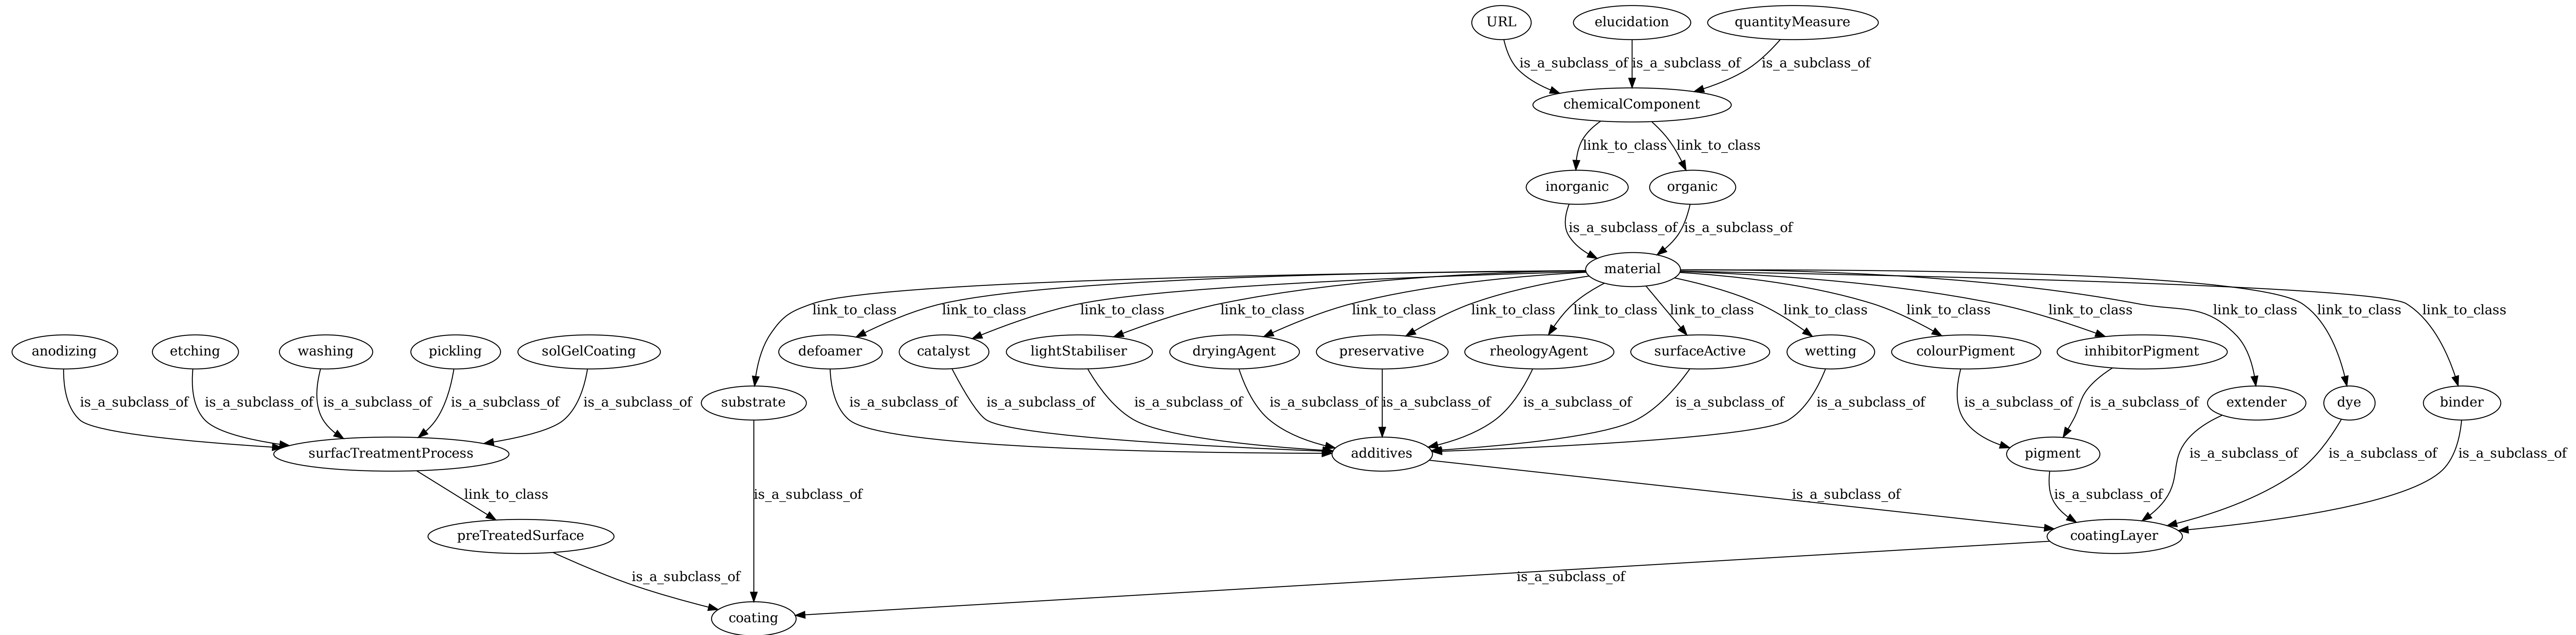 URL
elucidation
quantityMeasure
is_a_subclass_of
is_a_subclass_of
is_a_subclass_of
chemicalComponent
link_to_class
link_to_class
inorganic
organic
is_a_subclass_of
is_a_subclass_of
material
link_to_class
link_to_class
link_to_class
link_to_class
link_to_class
link_to_class
link_to_class
link_to_class
link_to_class
link_to_class
link_to_class
link_to_class
link_to_class
link_to_class
anodizing
etching
washing
pickling
solGelCoating
defoamer
catalyst
lightStabiliser
dryingAgent
preservative
rheologyAgent
surfaceActive
wetting
colourPigment
inhibitorPigment
is_a_subclass_of
is_a_subclass_of
is_a_subclass_of
is_a_subclass_of
is_a_subclass_of
substrate
is_a_subclass_of
is_a_subclass_of
is_a_subclass_of
is_a_subclass_of
is_a_subclass_of
is_a_subclass_of
is_a_subclass_of
is_a_subclass_of
is_a_subclass_of
is_a_subclass_of
extender
dye
binder
surfacTreatmentProcess
additives
pigment
is_a_subclass_of
is_a_subclass_of
is_a_subclass_of
link_to_class
is_a_subclass_of
is_a_subclass_of
is_a_subclass_of
preTreatedSurface
coatingLayer
is_a_subclass_of
is_a_subclass_of
coating